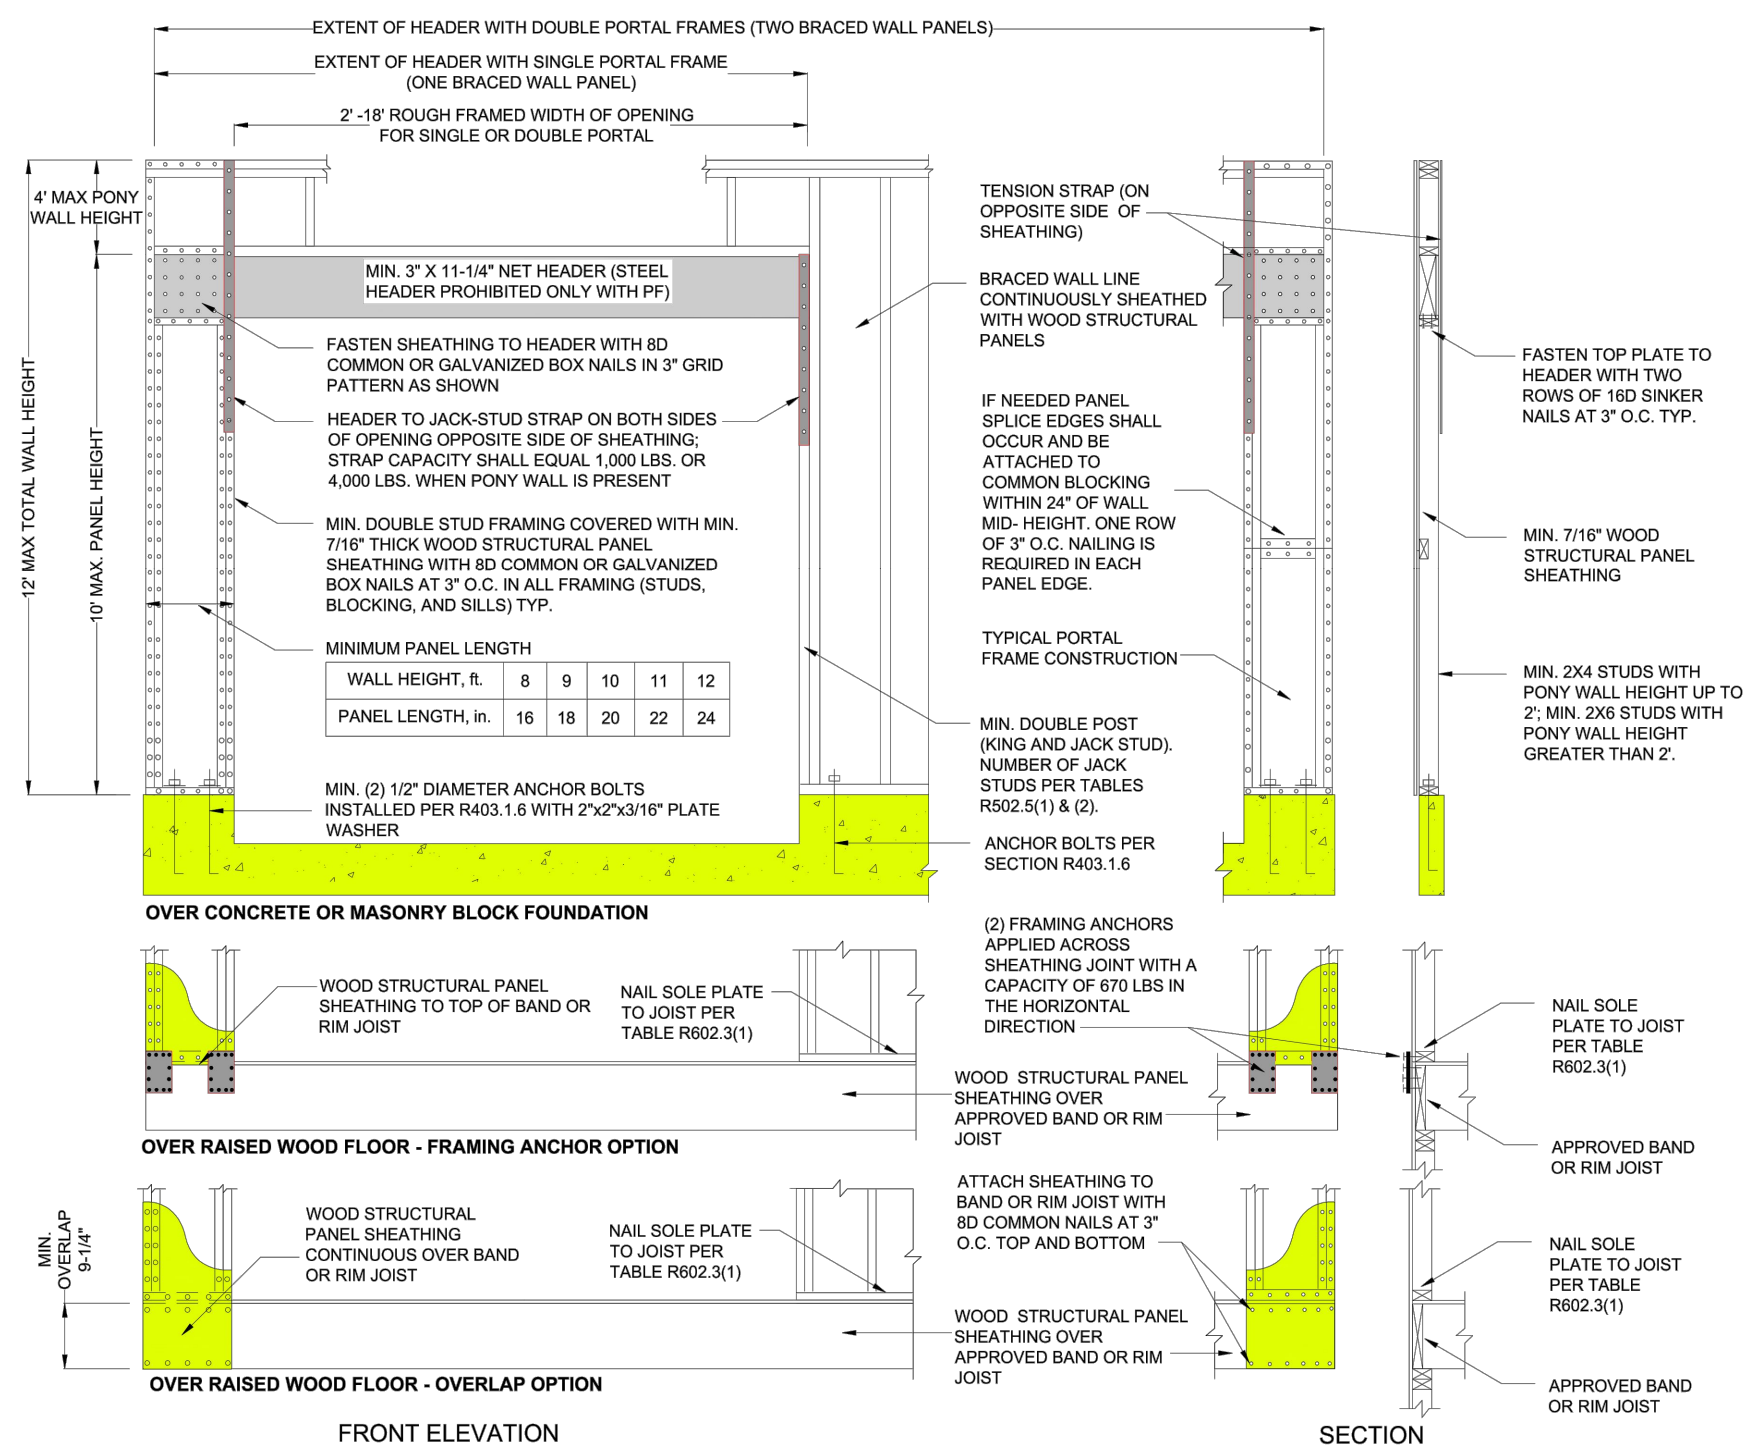 EXTENT OF HEADER WITH DOUBLE PORTAL FRAMES (TWO BRACED WALL PANELS)
EXTENT OF HEADER WITH SINGLE PORTAL FRAME
(ONE BRACED WALL PANEL)
2' -18' ROUGH FRAMED WIDTH OF OPENING
FOR SINGLE OR DOUBLE PORTAL
4' MAX PONY
WALL HEIGHT
12' MAX TOTAL WALL HEIGHT
10' MAX. PANEL HEIGHT
MIN. 3" X 11-1/4" NET HEADER (STEEL
HEADER PROHIBITED ONLY WITH PF)
FASTEN SHEATHING TO HEADER WITH 8D
COMMON OR GALVANIZED BOX NAILS IN 3" GRID
PATTERN AS SHOWN
HEADER TO JACK-STUD STRAP ON BOTH SIDES
OF OPENING OPPOSITE SIDE OF SHEATHING;
STRAP CAPACITY SHALL EQUAL 1,000 LBS. OR
4,000 LBS. WHEN PONY WALL IS PRESENT
MIN. DOUBLE STUD FRAMING COVERED WITH MIN.
7/16" THICK WOOD STRUCTURAL PANEL
SHEATHING WITH 8D COMMON OR GALVANIZED
BOX NAILS AT 3" O.C. IN ALL FRAMING (STUDS,
BLOCKING, AND SILLS) TYP.
MINIMUM PANEL LENGTH
WALL HEIGHT, ft. 8 9 10 11 12
PANEL LENGTH, in. 16 18 20 22 24
MIN. (2) 1/2" DIAMETER ANCHOR BOLTS
INSTALLED PER R403.1.6 WITH 2"x2"x3/16" PLATE
WASHER
TENSION STRAP (ON
OPPOSITE SIDE OF
SHEATHING)
BRACED WALL LINE
CONTINUOUSLY SHEATHED
WITH WOOD STRUCTURAL
PANELS
IF NEEDED PANEL
SPLICE EDGES SHALL
OCCUR AND BE
ATTACHED TO
COMMON BLOCKING
WITHIN 24" OF WALL
MID- HEIGHT. ONE ROW
OF 3" O.C. NAILING IS
REQUIRED IN EACH
PANEL EDGE.
TYPICAL PORTAL
FRAME CONSTRUCTION
MIN. DOUBLE POST
(KING AND JACK STUD).
NUMBER OF JACK
STUDS PER TABLES
R502.5(1) & (2).
ANCHOR BOLTS PER
SECTION R403.1.6
FASTEN TOP PLATE TO
HEADER WITH TWO
ROWS OF 16D SINKER
NAILS AT 3" O.C. TYP.
MIN. 7/16" WOOD
STRUCTURAL PANEL
SHEATHING
MIN. 2X4 STUDS WITH
PONY WALL HEIGHT UP TO
2'; MIN. 2X6 STUDS WITH
PONY WALL HEIGHT
GREATER THAN 2'.
OVER CONCRETE OR MASONRY BLOCK FOUNDATION
WOOD STRUCTURAL PANEL
SHEATHING TO TOP OF BAND OR
RIM JOIST
NAIL SOLE PLATE
TO JOIST PER
TABLE R602.3(1)
(2) FRAMING ANCHORS
APPLIED ACROSS
SHEATHING JOINT WITH A
CAPACITY OF 670 LBS IN
THE HORIZONTAL
DIRECTION
WOOD STRUCTURAL PANEL
SHEATHING OVER
APPROVED BAND OR RIM
JOIST
NAIL SOLE
PLATE TO JOIST
PER TABLE
R602.3(1)
APPROVED BAND
OR RIM JOIST
OVER RAISED WOOD FLOOR - FRAMING ANCHOR OPTION
MIN.
OVERLAP
9-1/4"
WOOD STRUCTURAL
PANEL SHEATHING
CONTINUOUS OVER BAND
OR RIM JOIST
NAIL SOLE PLATE
TO JOIST PER
TABLE R602.3(1)
ATTACH SHEATHING TO
BAND OR RIM JOIST WITH
8D COMMON NAILS AT 3"
O.C. TOP AND BOTTOM
WOOD STRUCTURAL PANEL
SHEATHING OVER
APPROVED BAND OR RIM
JOIST
NAIL SOLE
PLATE TO JOIST
PER TABLE
R602.3(1)
APPROVED BAND
OR RIM JOIST
OVER RAISED WOOD FLOOR - OVERLAP OPTION
FRONT ELEVATION
SECTION